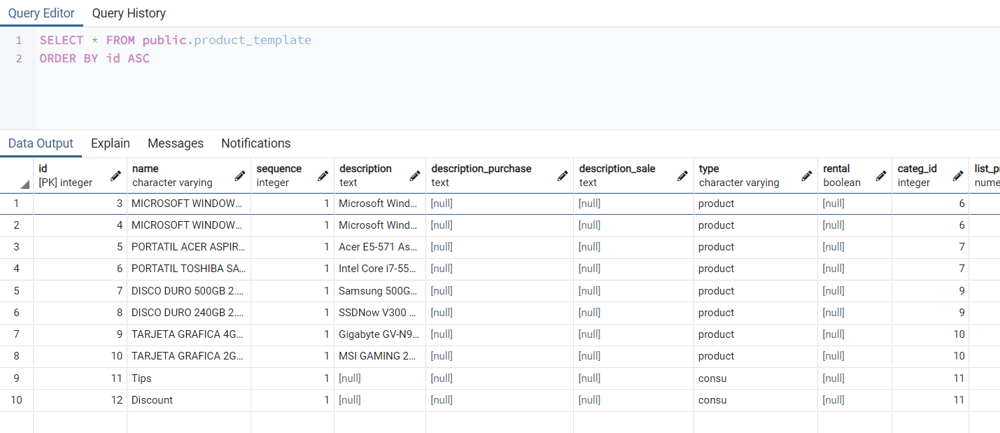 Query Editor Query History
1 SELECT * FROM public.product_template
2 ORDER BY id ASC
Data Output Explain Messages Notifications
id name sequence description description_purchase description_sale type rental categ_id list_p
[PK] integer character varying integer text text text character varying boolean integer nume
1 3 MICROSOFT WINDOW... 1 Microsoft Wind... [null] [null] product [null] 6
2 4 MICROSOFT WINDOW... 1 Microsoft Wind... [null] [null] product [null] 6
3 5 PORTATIL ACER ASPIR... 1 Acer E5-571 As... [null] [null] product [null] 7
4 6 PORTATIL TOSHIBA SA... 1 Intel Core i7-55... [null] [null] product [null] 7
5 7 DISCO DURO 500GB 2.... 1 Samsung 500G... [null] [null] product [null] 9
6 8 DISCO DURO 240GB 2.... 1 SSDNow V300 ... [null] [null] product [null] 9
7 9 TARJETA GRAFICA 4G... 1 Gigabyte GV-N9... [null] [null] product [null] 10
8 10 TARJETA GRAFICA 2G... 1 MSI GAMING 2... [null] [null] product [null] 10
9 11 Tips 1 [null] [null] [null] consu [null] 11
10 12 Discount 1 [null] [null] [null] consu [null] 11